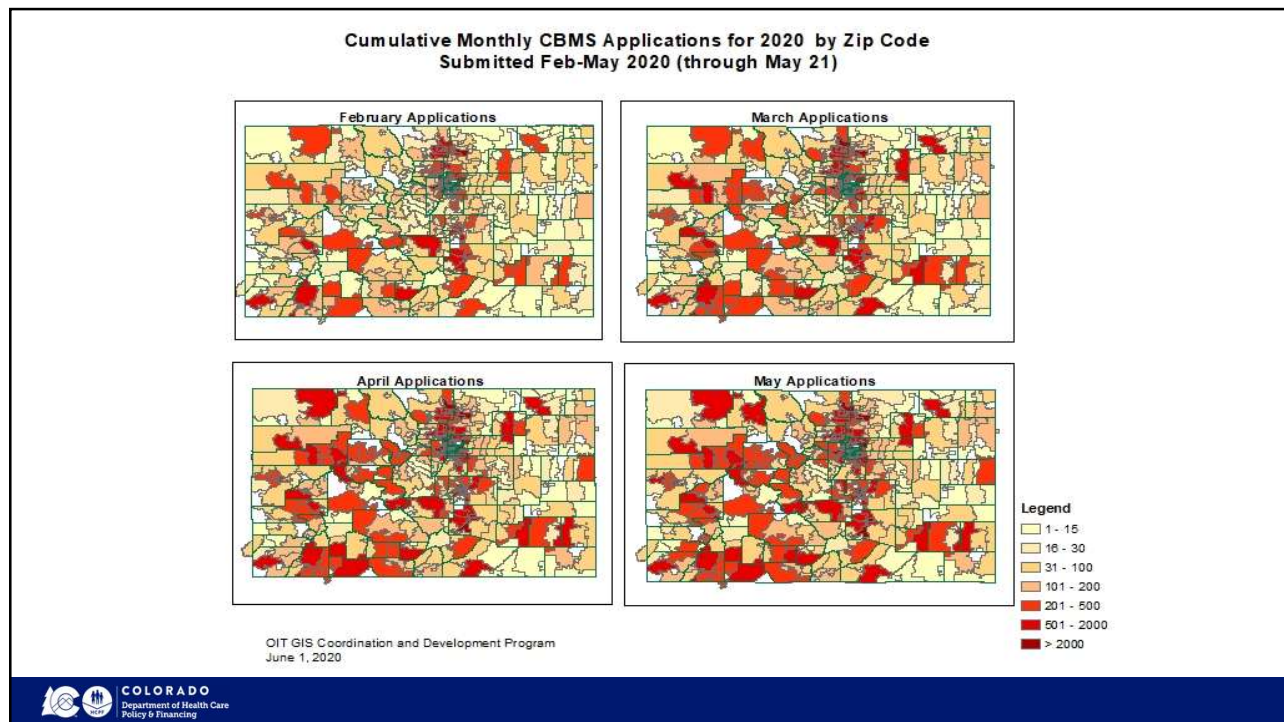 Cumulative Monthly CBMS Applications for 2020 by Zip Code
Submitted Feb-May 2020 (through May 21)
February Applications
March Applications
April Applications
May Applications
Legend
1 - 15
16 - 30
31 - 100
101 - 200
201 - 500
501 - 2000
> 2000
OIT GIS Coordination and Development Program
June 1, 2020
HCPF
COLORADO
Department of Health Care
Policy & Financing